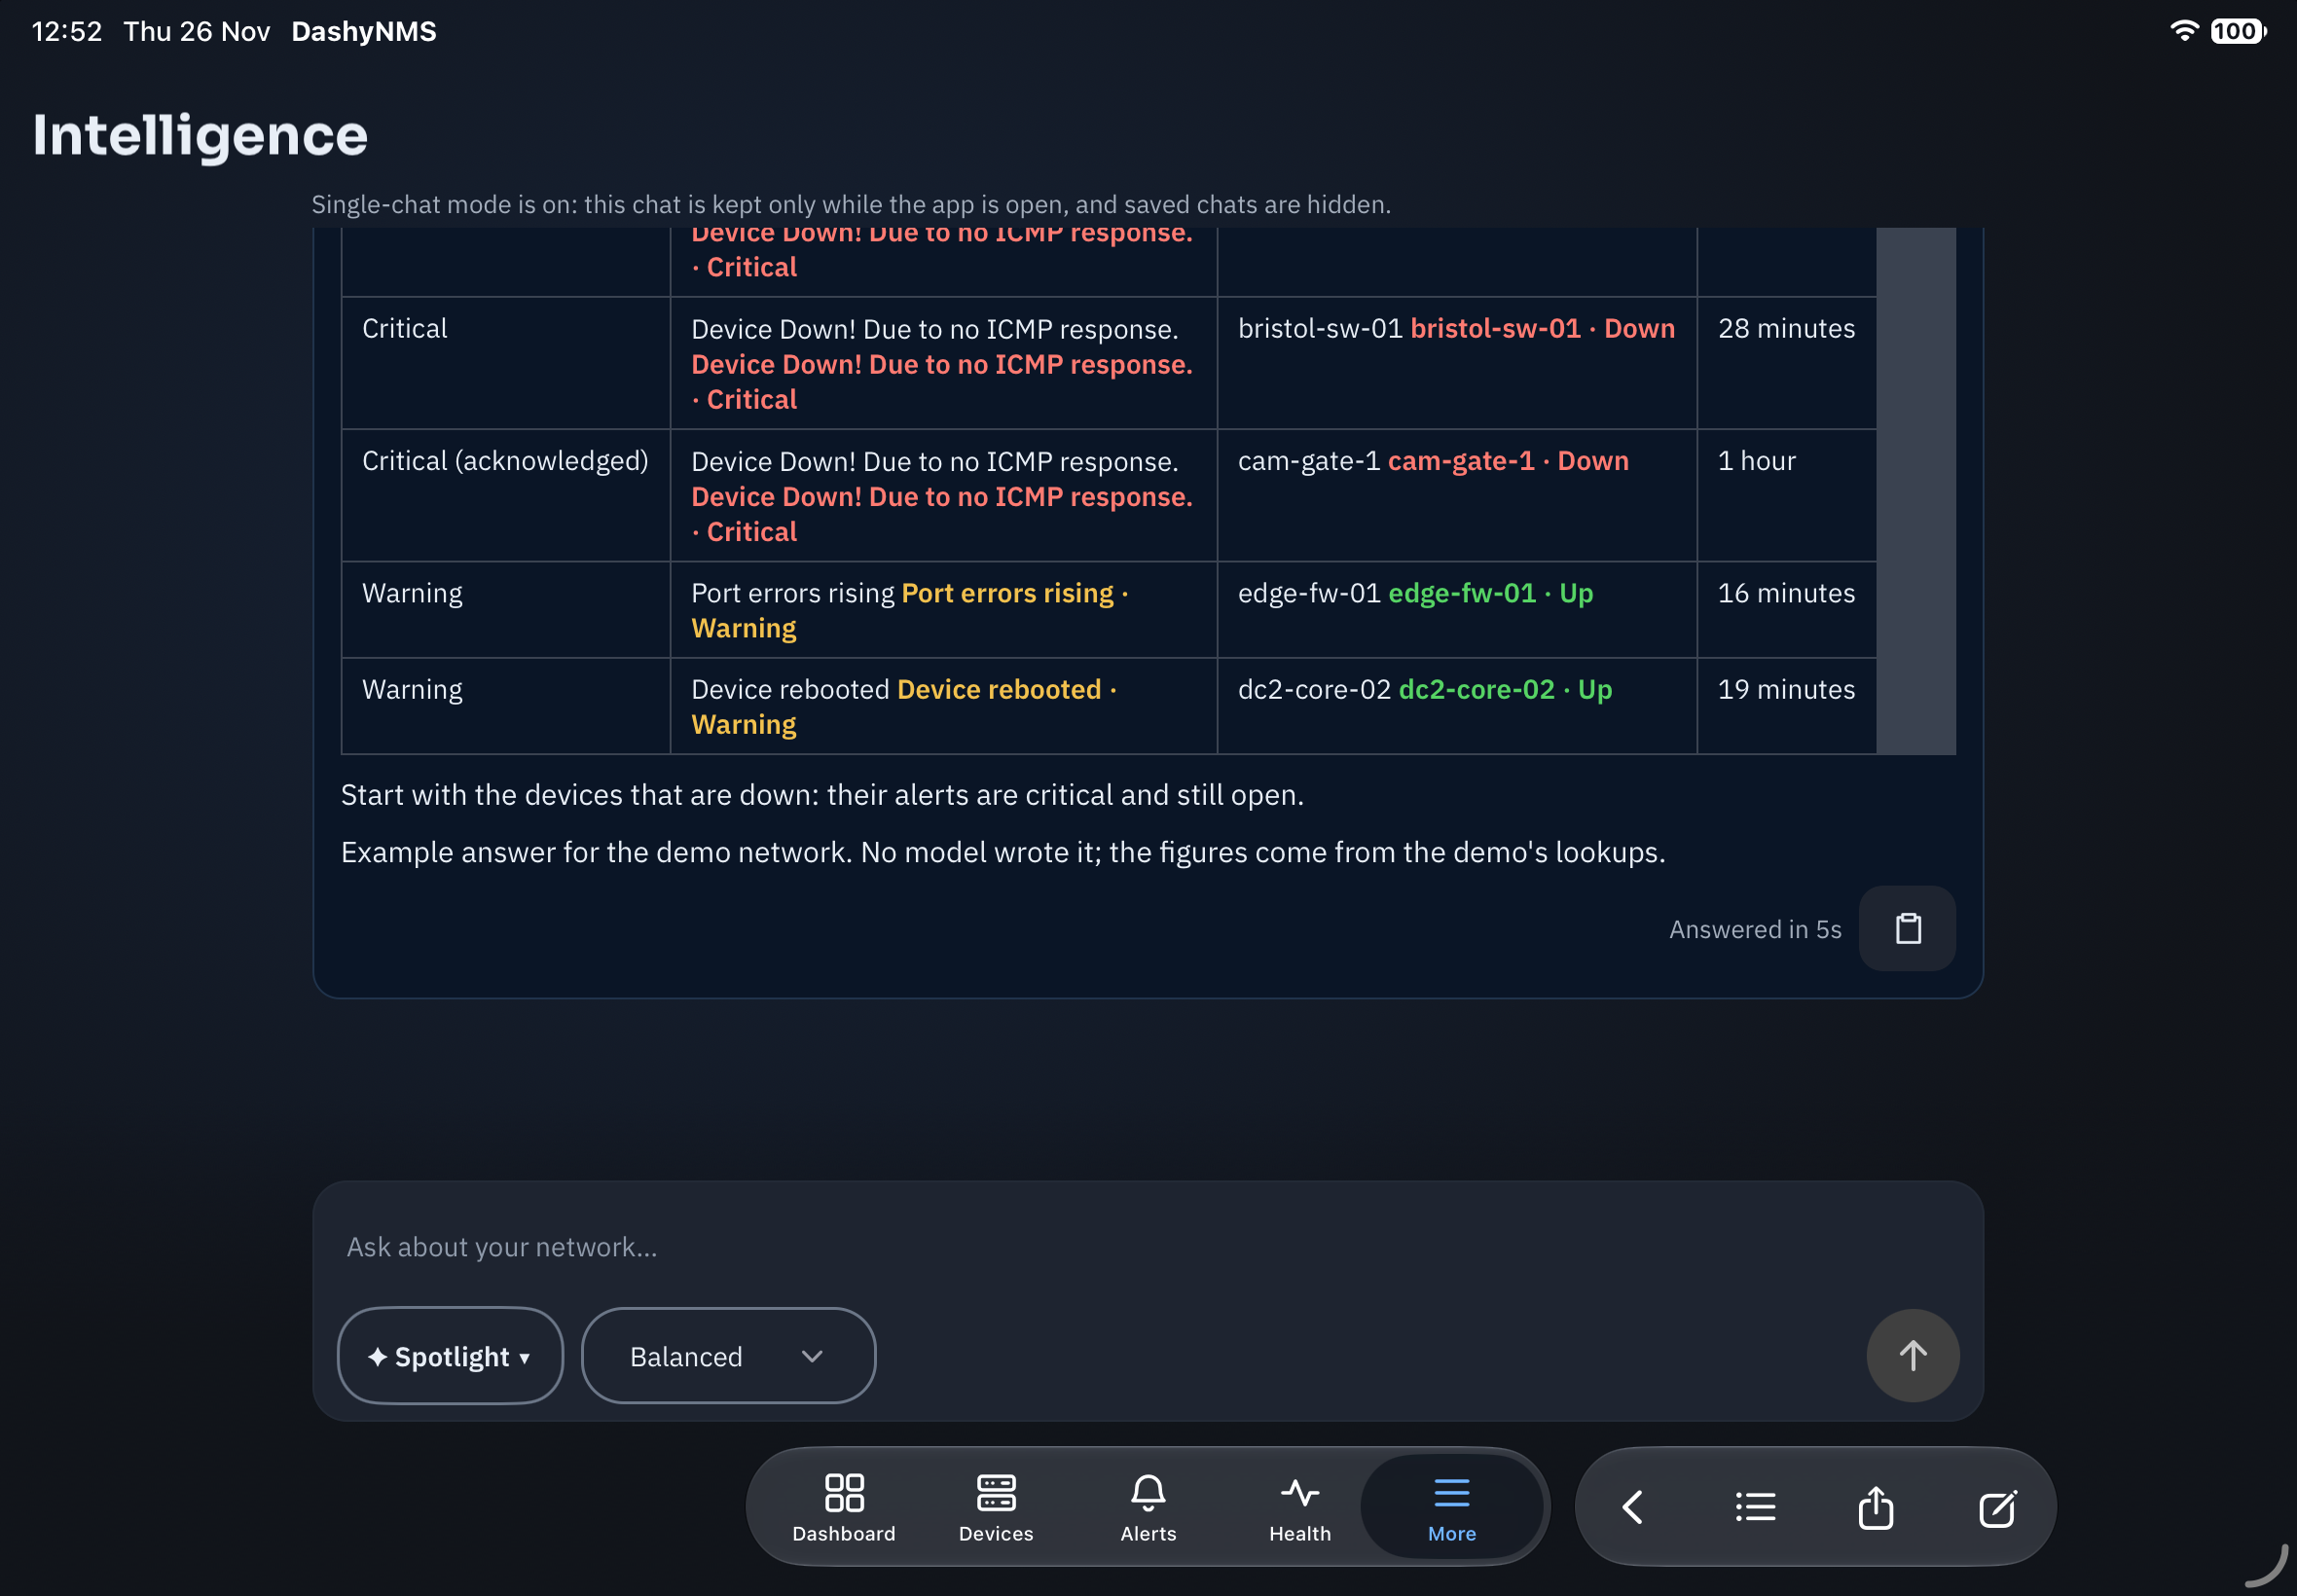 12:52 Thu 26 Nov DashyNMS
100
Intelligence
Single-chat mode is on: this chat is kept only while the app is open, and saved chats are hidden.
Device Down! Due to no ICMP response.
· Critical
Critical
Device Down! Due to no ICMP response.
Device Down! Due to no ICMP response.
· Critical
bristol-sw-01 bristol-sw-01 · Down
28 minutes
Critical (acknowledged)
Device Down! Due to no ICMP response.
Device Down! Due to no ICMP response.
· Critical
cam-gate-1 cam-gate-1 · Down
1 hour
Warning
Port errors rising Port errors rising ·
Warning
edge-fw-01 edge-fw-01 · Up
16 minutes
Warning
Device rebooted Device rebooted ·
Warning
dc2-core-02 dc2-core-02 · Up
19 minutes
Start with the devices that are down: their alerts are critical and still open.
Example answer for the demo network. No model wrote it; the figures come from the demo's lookups.
Answered in 5s
Ask about your network...
Spotlight
Balanced
Dashboard
Devices
Alerts
Health
More